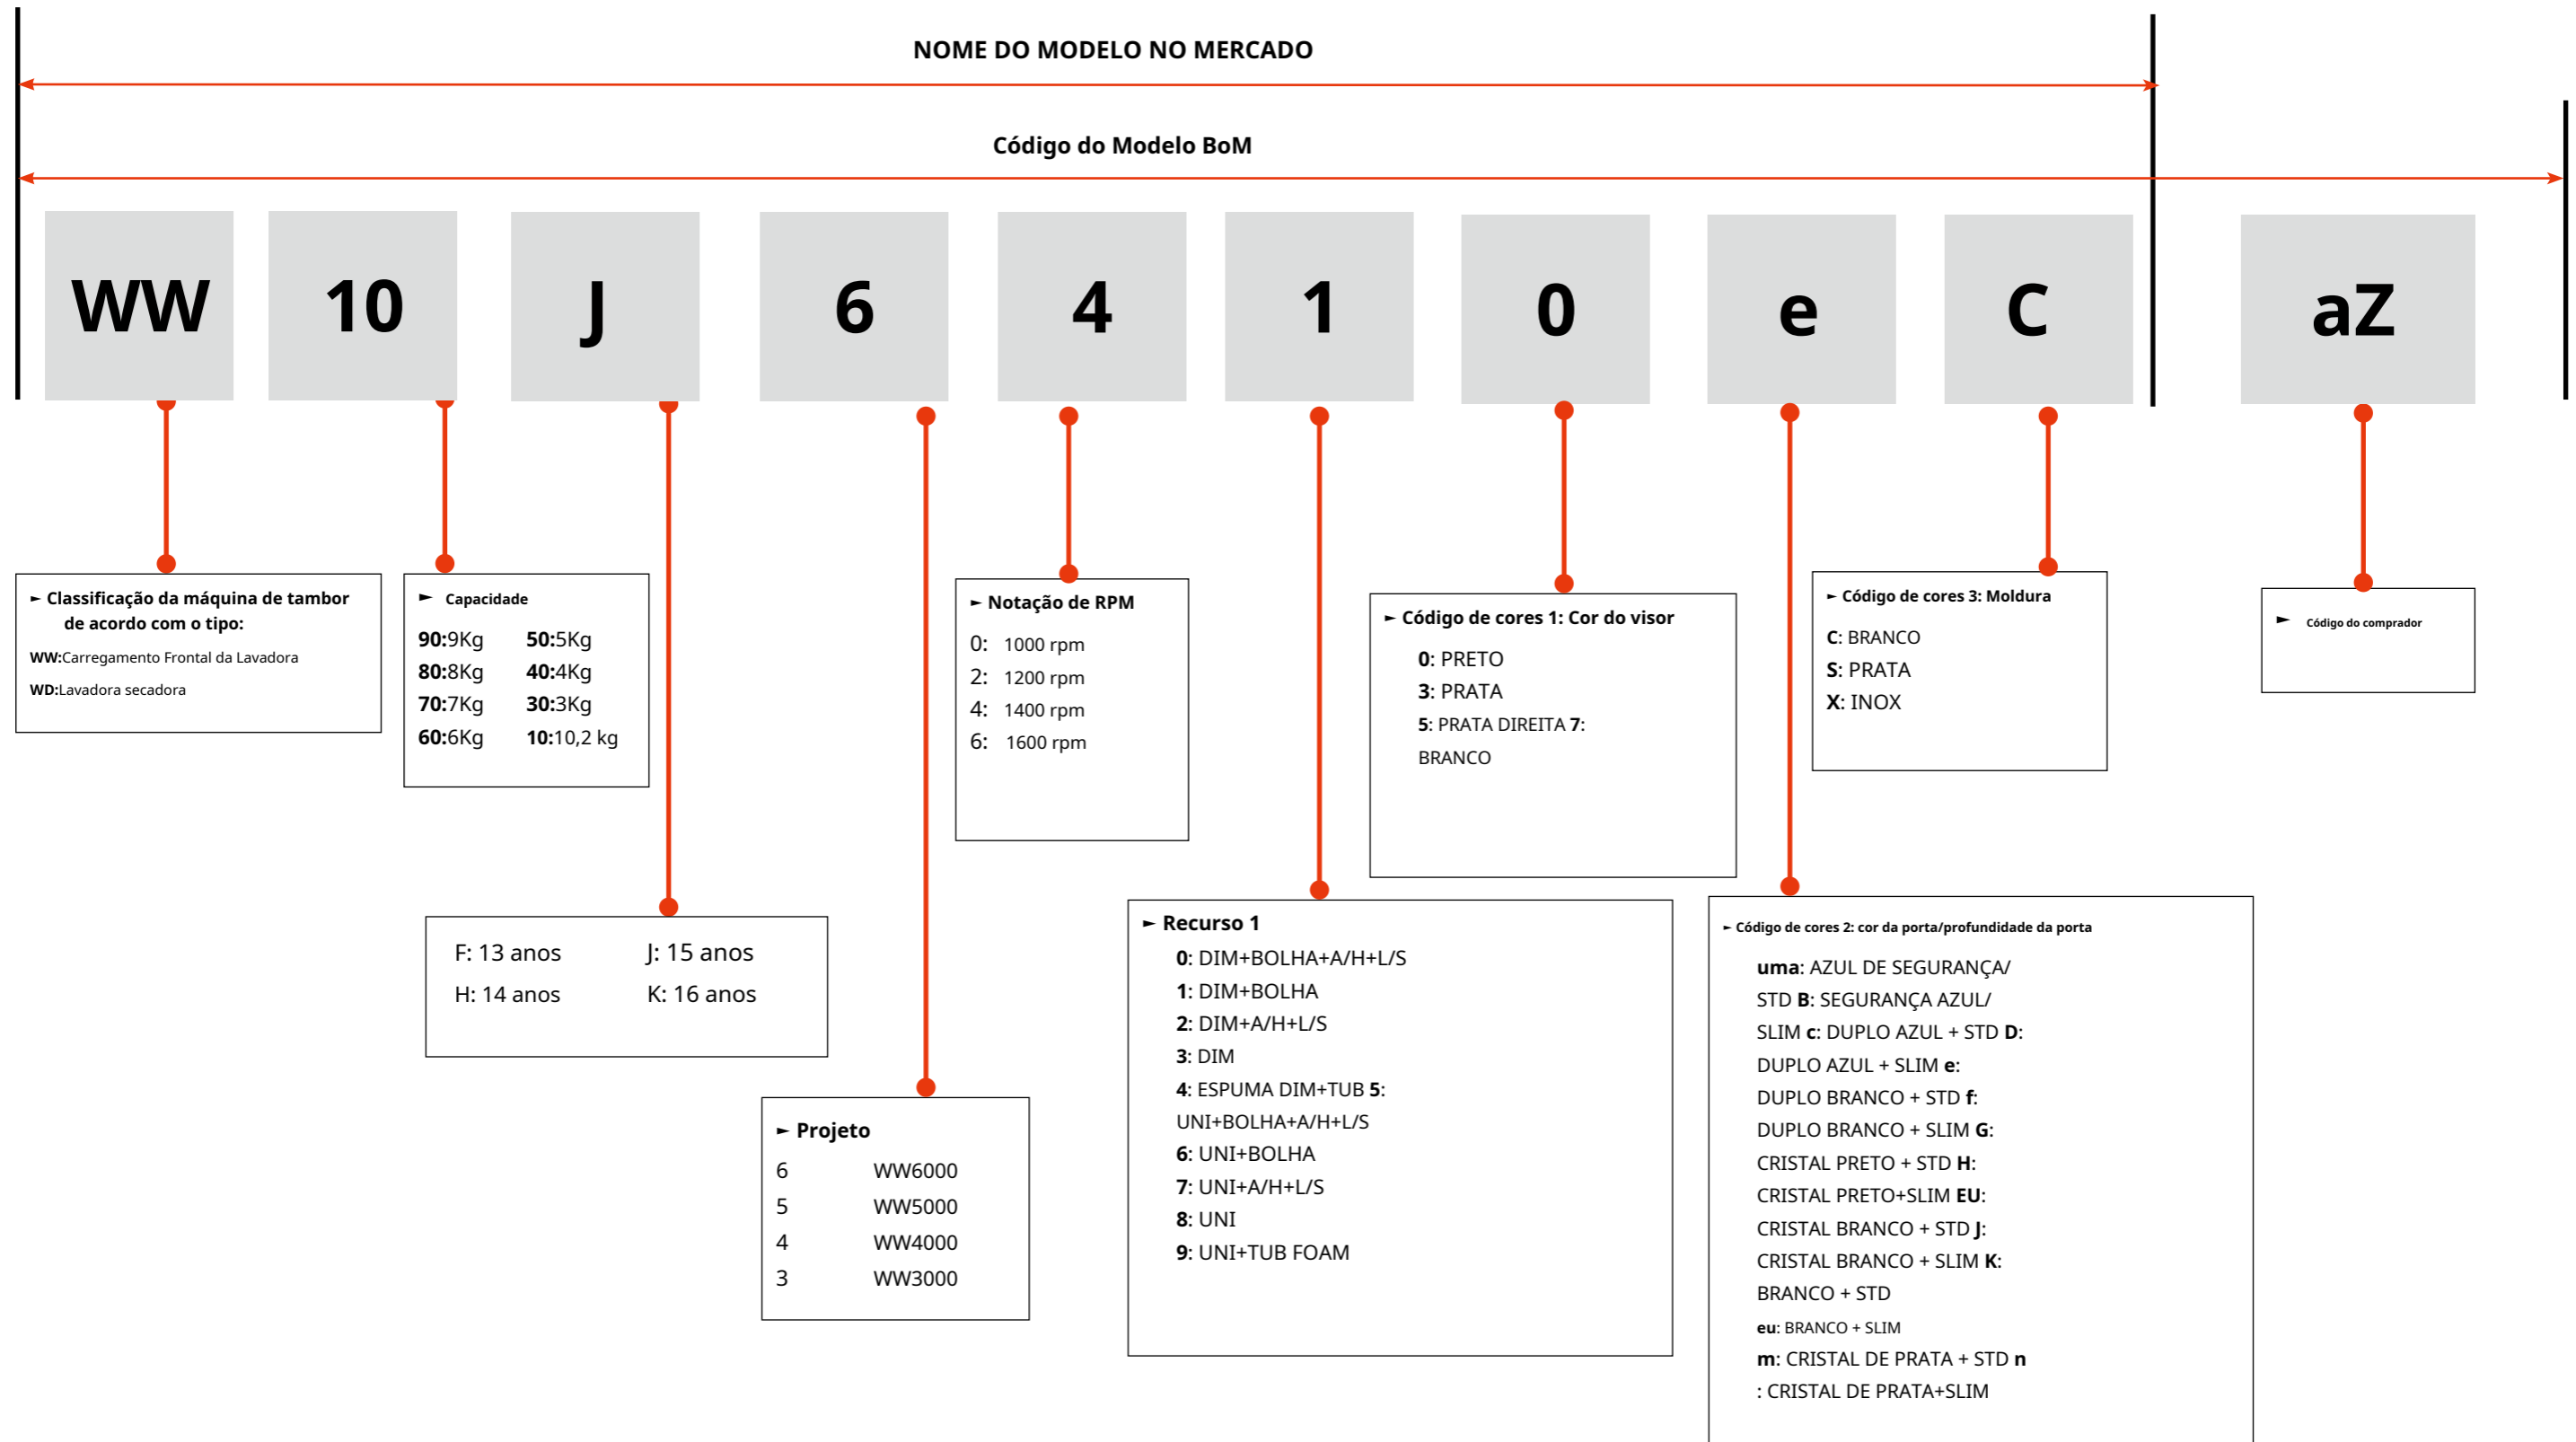 NOME DO MODELO NO MERCADO
Código do Modelo BoM
WW 10 J 6 4 1 0 e C aZ
► Classificação da máquina de tambor
de acordo com o tipo:
WW:Carregamento Frontal da Lavadora
WD:Lavadora secadora
► Capacidade
90:9Kg 50:5Kg
80:8Kg 40:4Kg
70:7Kg 30:3Kg
60:6Kg 10:10,2 kg
F: 13 anos J: 15 anos
H: 14 anos K: 16 anos
► Projeto
6 WW6000
5 WW5000
4 WW4000
3 WW3000
► Notação de RPM
0: 1000 rpm
2: 1200 rpm
4: 1400 rpm
6: 1600 rpm
► Recurso 1
0: DIM+BOLHA+A/H+L/S
1: DIM+BOLHA
2: DIM+A/H+L/S
3: DIM
4: ESPUMA DIM+TUB 5:
UNI+BOLHA+A/H+L/S
6: UNI+BOLHA
7: UNI+A/H+L/S
8: UNI
9: UNI+TUB FOAM
► Código de cores 1: Cor do visor
0: PRETO
3: PRATA
5: PRATA DIREITA 7:
BRANCO
► Código de cores 2: cor da porta/profundidade da porta
uma: AZUL DE SEGURANÇA/
STD B: SEGURANÇA AZUL/
SLIM c: DUPLO AZUL + STD D:
DUPLO AZUL + SLIM e:
DUPLO BRANCO + STD f:
DUPLO BRANCO + SLIM G:
CRISTAL PRETO + STD H:
CRISTAL PRETO+SLIM EU:
CRISTAL BRANCO + STD J:
CRISTAL BRANCO + SLIM K:
BRANCO + STD
eu: BRANCO + SLIM
m: CRISTAL DE PRATA + STD n
: CRISTAL DE PRATA+SLIM
► Código de cores 3: Moldura
C: BRANCO
S: PRATA
X: INOX
► Código do comprador